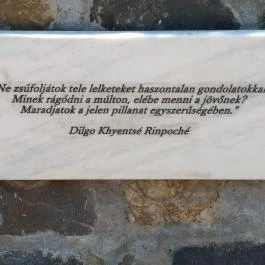 Ne zsúfoljátok tele lelketeket haszontalan gondolatokkal
Minek rágódni a múlton, elébe menni a jövőnek?
Maradjatok a jelen pillanat egyszerűségében."
Dilgo Khyentsé Rinpoché